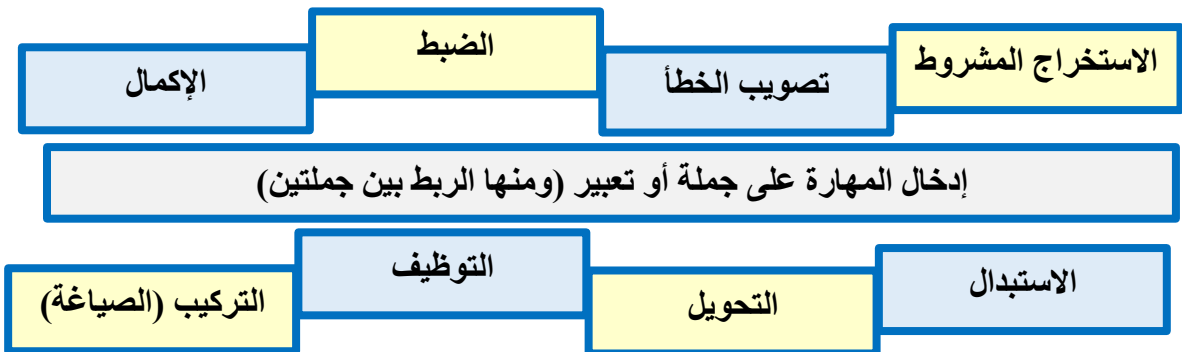 الاستخراج المشروط
تصويب الخطأ
الضبط
الإكمال
إدخال المهارة على جملة أو تعبير (ومنها الربط بين جملتين)
الاستبدال
التحويل
التوظيف
التركيب (الصياغة)